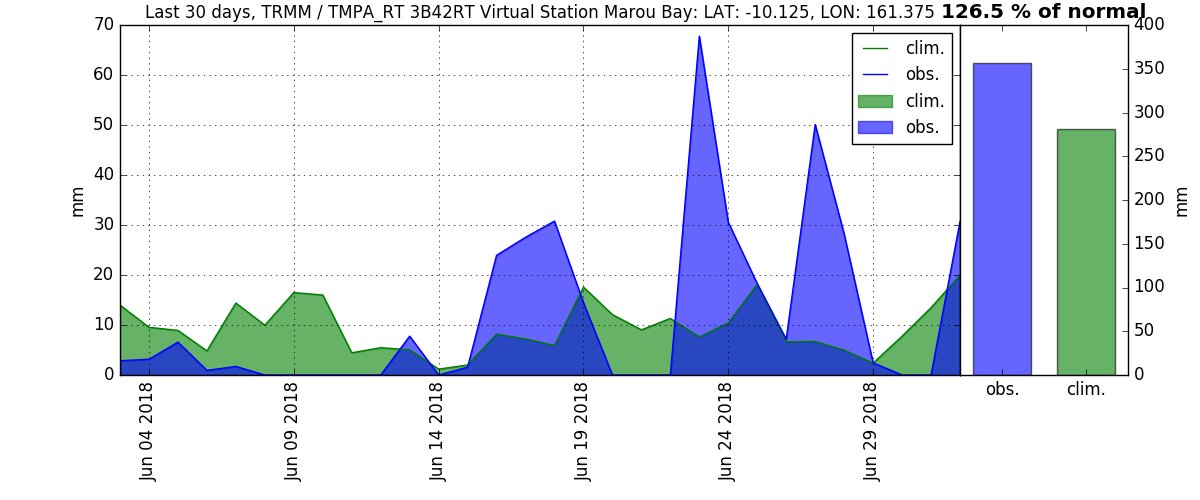 Last 30 days, TRMM / TMPA_RT 3B42RT Virtual Station Marou Bay: LAT: -10.125, LON: 161.375 126.5 % of normal
70
60
50
40
30
20
10
0
mm
clim.
obs.
clim.
obs.
Jun 04 2018
Jun 09 2018
Jun 14 2018
Jun 19 2018
Jun 24 2018
Jun 29 2018
400
350
300
250
200
150
100
50
0
mm
obs.
clim.